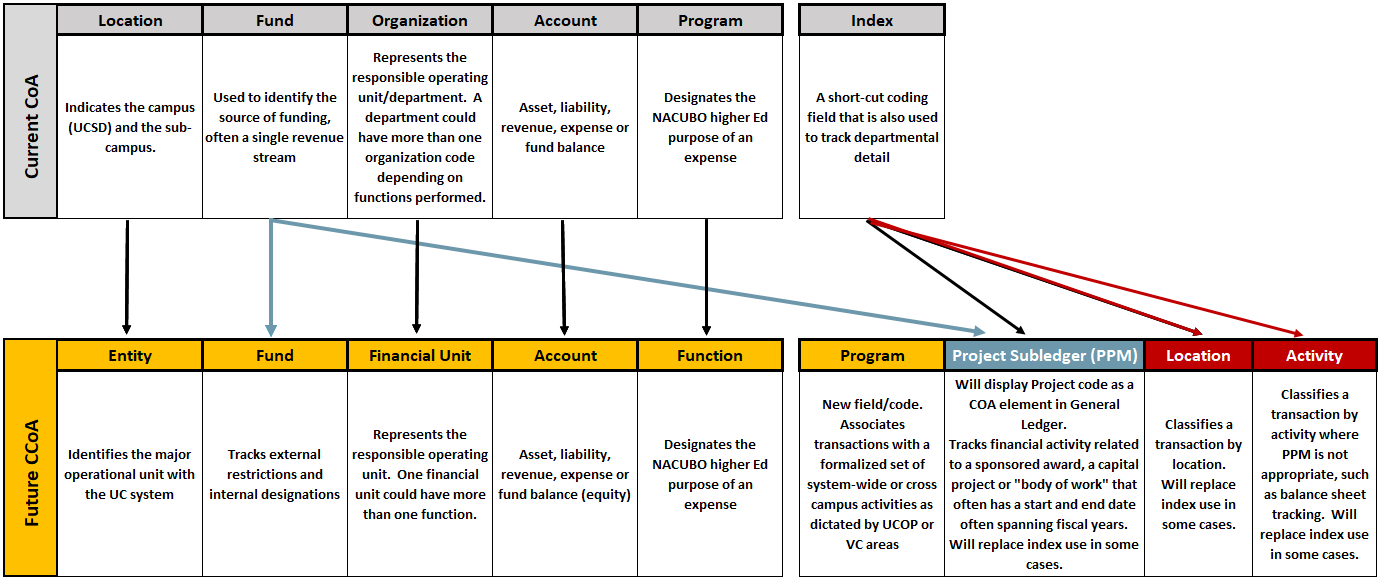 Current CoA
Location
Indicates the campus
(UCSD) and the sub-
campus.
Fund
Used to identify the
source of funding,
often a single revenue
stream
Organization
Represents the
responsible operating
unit/department.  A
department could
have more than one
organization code
depending on
functions performed.
Account
Asset, liability,
revenue, expense or
fund balance
Program
Designates the
NACUBO higher Ed
purpose of an
expense
Index
A short-cut coding
field that is also used
to track departmental
detail
Future CCoA
Entity
Identifies the major
operational unit with
the UC system
Fund
Tracks external
restrictions and
internal designations
Financial Unit
Represents the
responsible operating
unit.  One financial
unit could have more
than one function.
Account
Asset, liability,
revenue, expense or
fund balance (equity)
Function
Designates the
NACUBO higher Ed
purpose of an
expense
Program
New field/code.
Associates
transactions with a
formalized set of
system-wide or cross
campus activities as
dictated by UCOP or
VC areas
Project Subledger (PPM)
Will display Project code as a
COA element in General
Ledger.
Tracks financial activity related
to a sponsored award, a capital
project or "body of work" that
often has a start and end date
often spanning fiscal years.
Will replace index use in some
cases.
Location
Classifies a
transaction by
location.
Will replace
index use in
some cases.
Activity
Classifies a
transaction by
activity where
PPM is not
appropriate, such
as balance sheet
tracking.  Will
replace index use
in some cases.